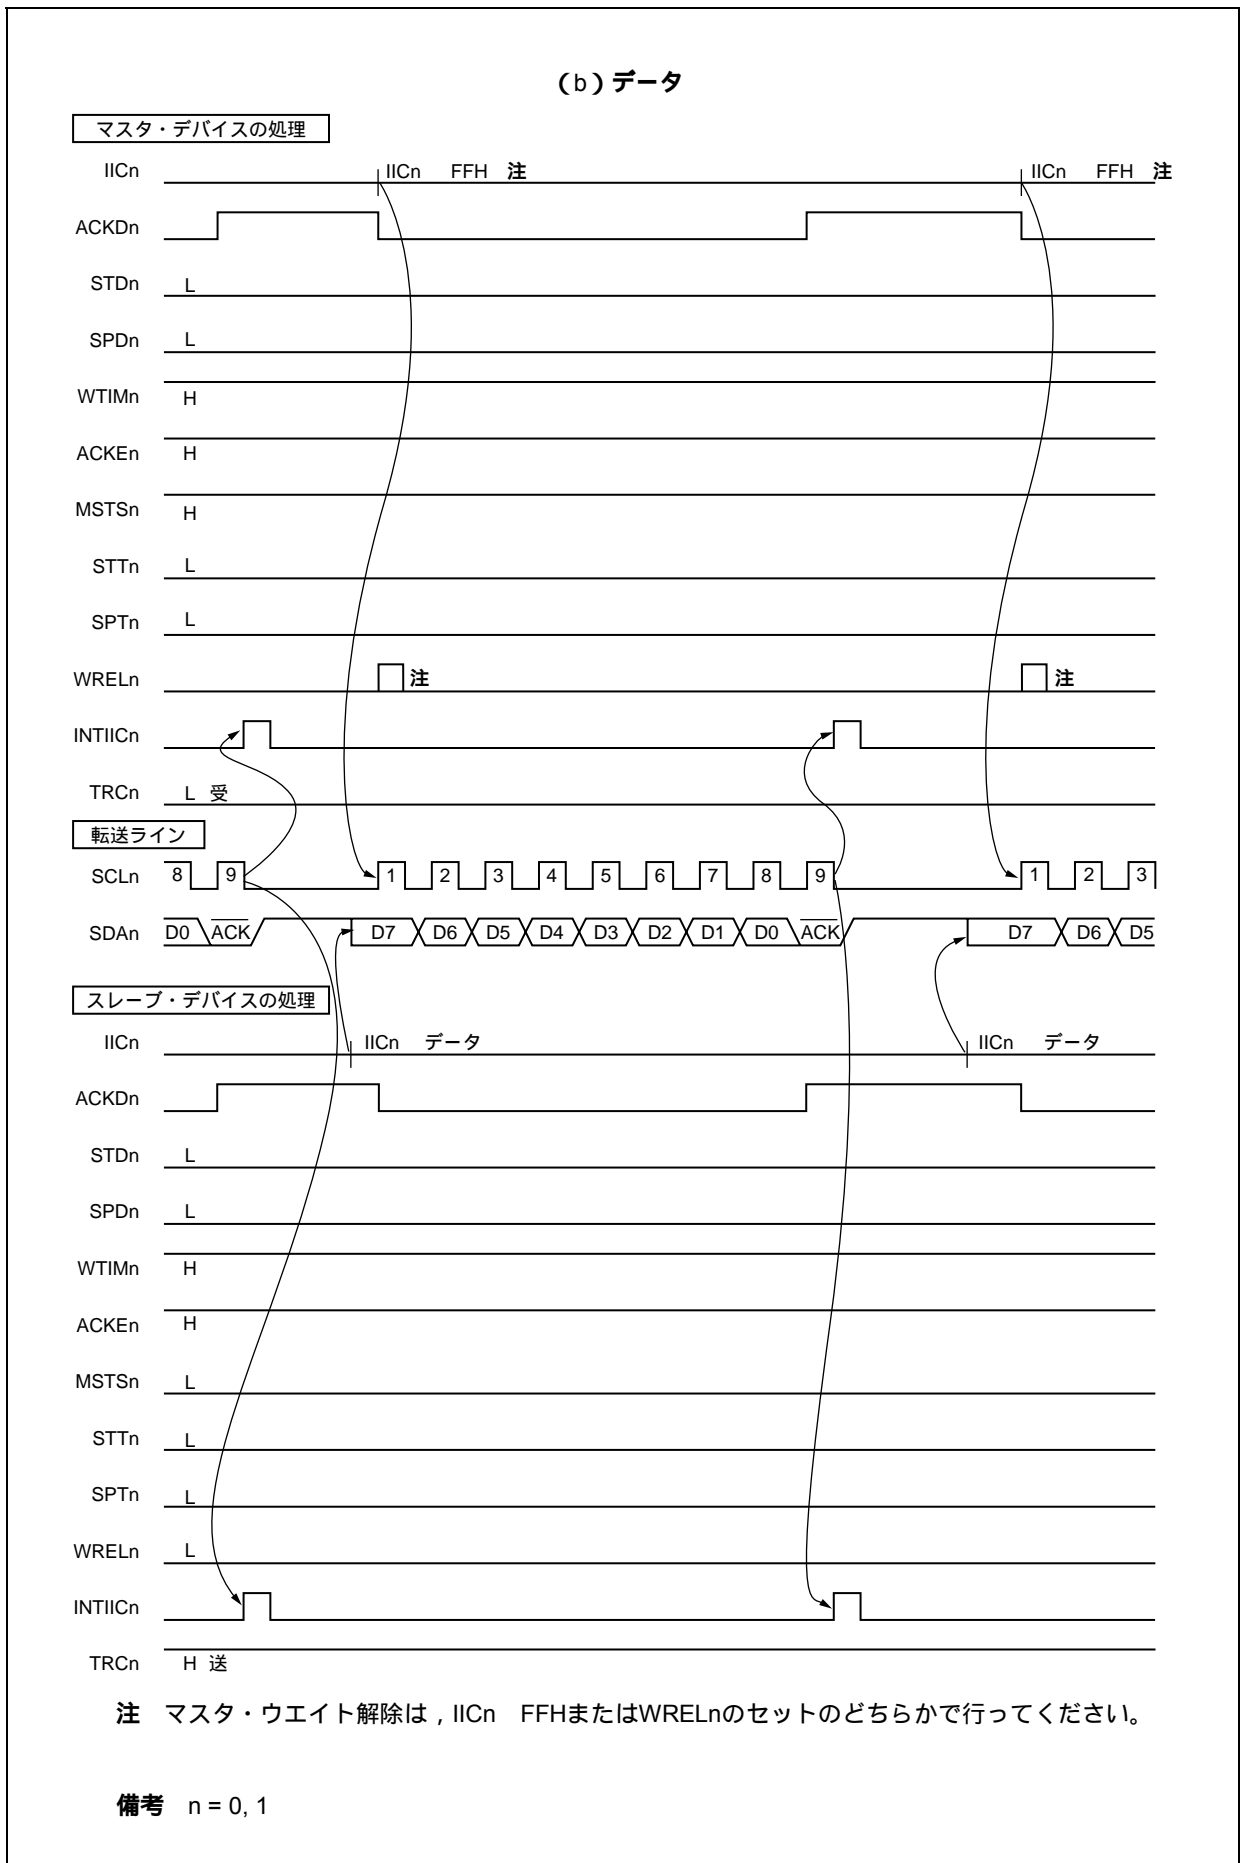 （b）データ
マスタ・デバイスの処理
IICn IICn FFH 注 IICn FFH 注
ACKDn
STDn L
SPDn L
WTIMn H
ACKEn H
MSTSn H
STTn L
SPTn L
WRELn 注 注
INTIICn
TRCn L 受
転送ライン
SCLn 8 9 1 2 3 4 5 6 7 8 9 1 2 3
SDAn D0 ACK D7 D6 D5 D4 D3 D2 D1 D0 ACK D7 D6 D5
スレーブ・デバイスの処理
IICn IICn データ IICn データ
ACKDn
STDn L
SPDn L
WTIMn H
ACKEn H
MSTSn L
STTn L
SPTn L
WRELn L
INTIICn
TRCn H 送
注 マスタ・ウエイト解除は，IICn FFHまたはWRELnのセットのどちらかで行ってください。
備考 n = 0, 1